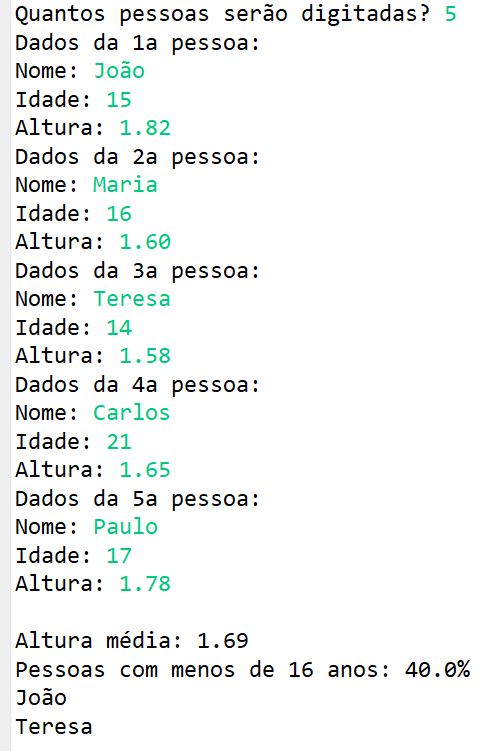 Quantos pessoas serão digitadas? 5
Dados da 1a pessoa:
Nome: João
Idade: 15
Altura: 1.82
Dados da 2a pessoa:
Nome: Maria
Idade: 16
Altura: 1.60
Dados da 3a pessoa:
Nome: Teresa
Idade: 14
Altura: 1.58
Dados da 4a pessoa:
Nome: Carlos
Idade: 21
Altura: 1.65
Dados da 5a pessoa:
Nome: Paulo
Idade: 17
Altura: 1.78
Altura média: 1.69
Pessoas com menos de 16 anos: 40.0%
João
Teresa